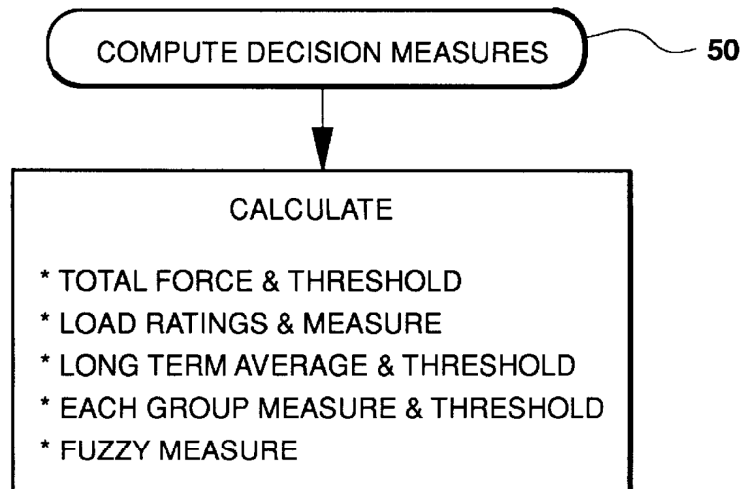 COMPUTE DECISION MEASURES
50
CALCULATE
* TOTAL FORCE & THRESHOLD
* LOAD RATINGS & MEASURE
* LONG TERM AVERAGE & THRESHOLD
* EACH GROUP MEASURE & THRESHOLD
* FUZZY MEASURE